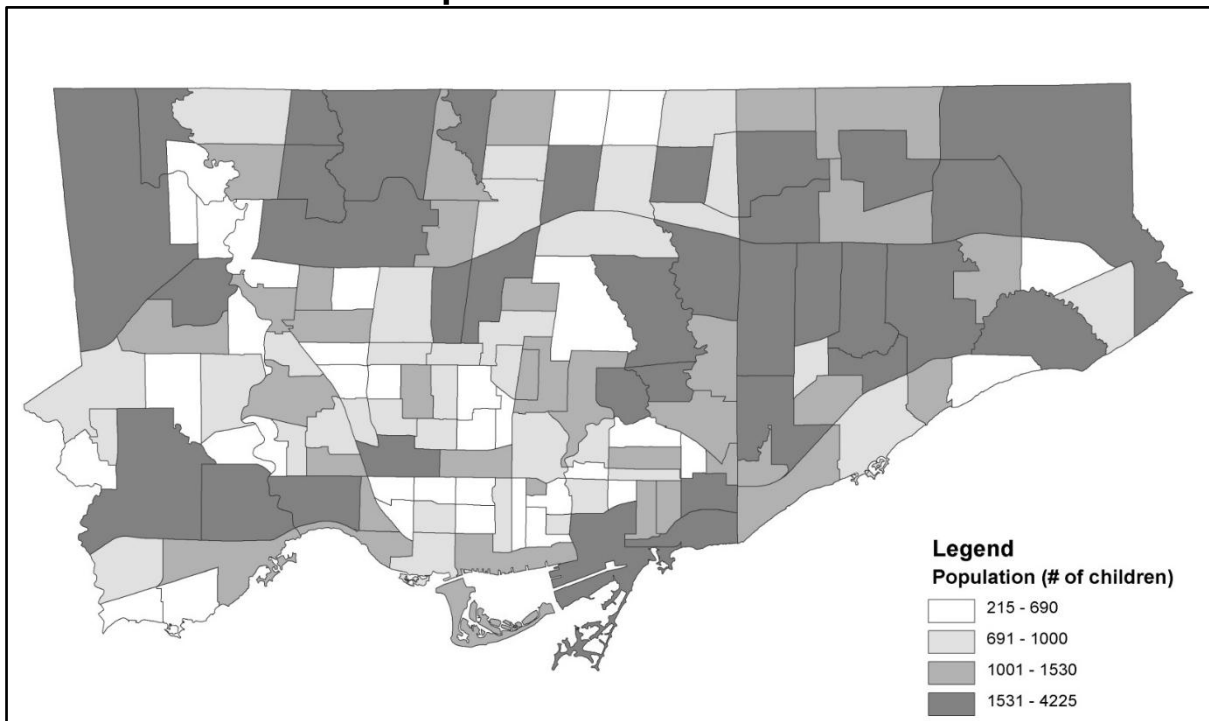 Legend
Population (# of children)
215 - 690
691 - 1000
1001 - 1530
1531 - 4225